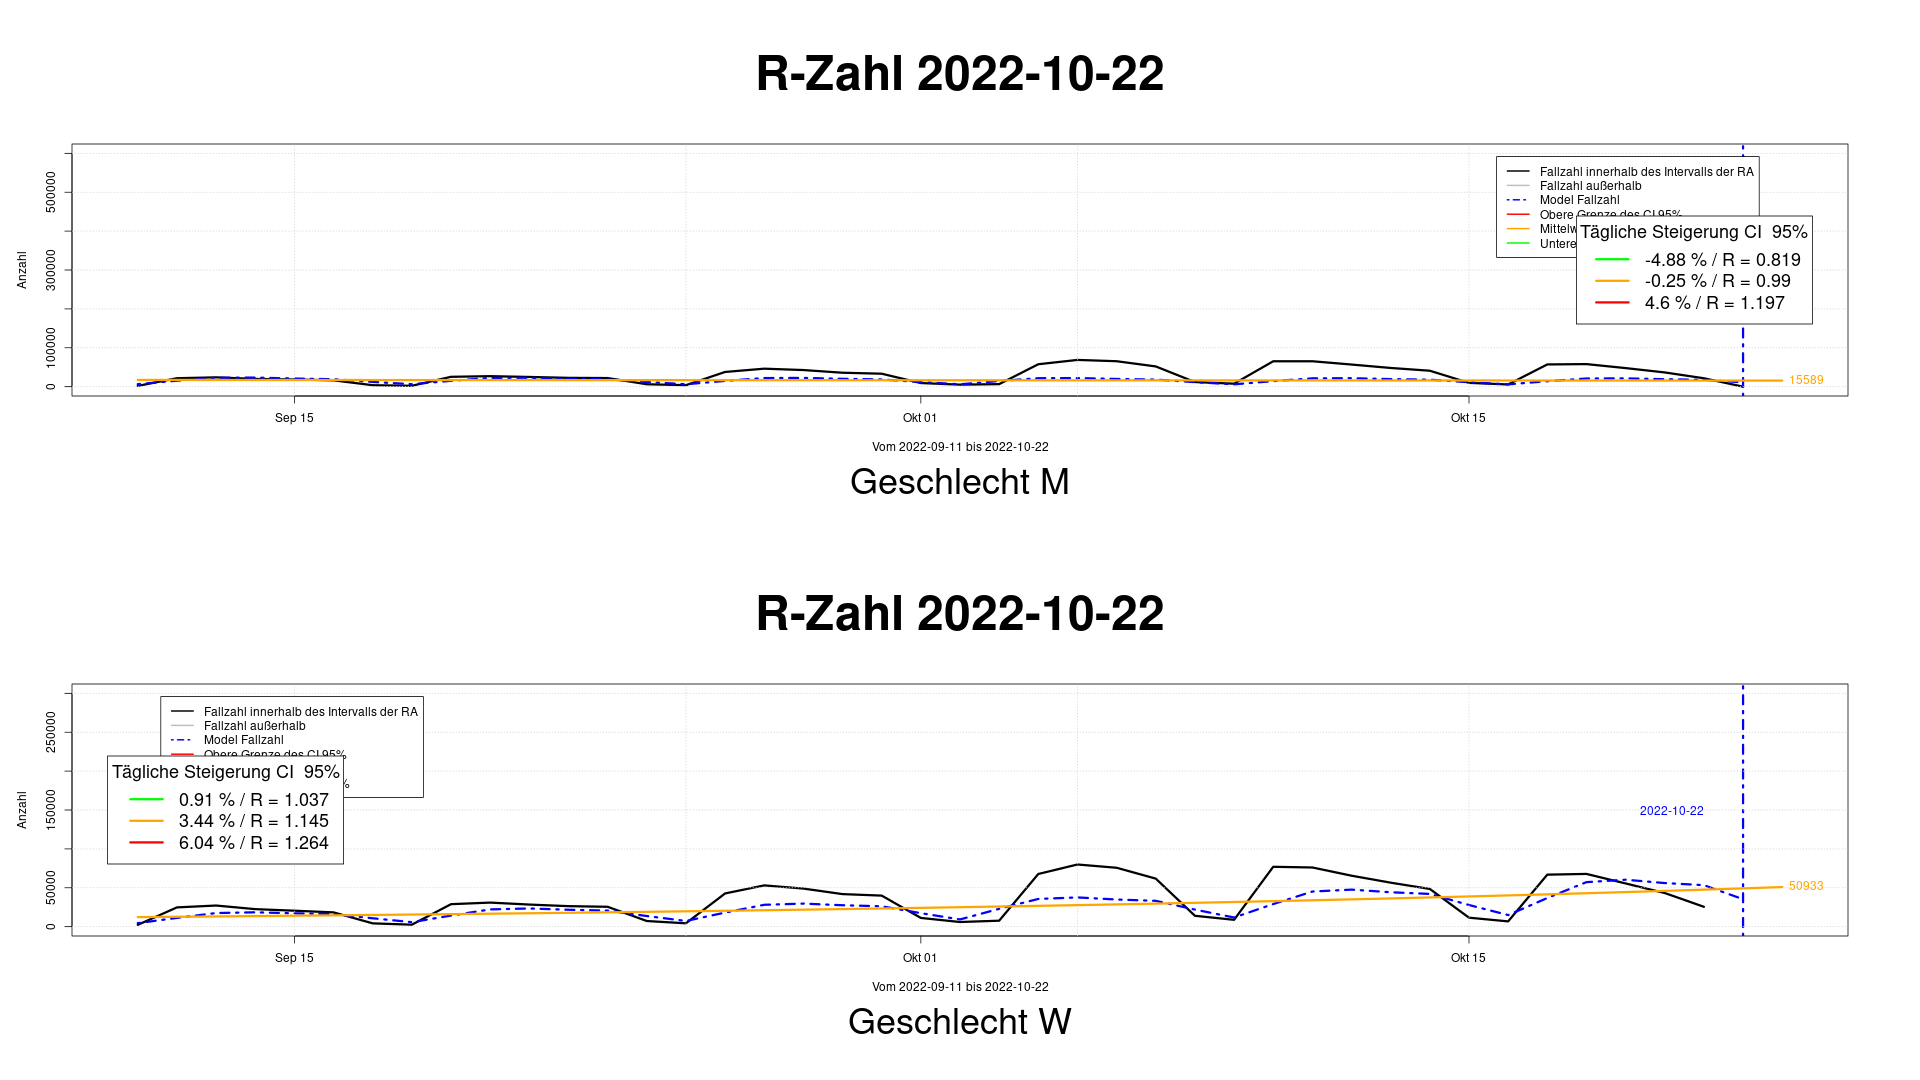 R-Zahl 2022-10-22
Anzahl
500000
300000
100000
0
Fallzahl innerhalb des Intervalls der RA
Fallzahl außerhalb
Model Fallzahl
Obere Grenze des CI 95%
Tägliche Steigerung CI 95%
-4.88 % / R = 0.819
-0.25 % / R = 0.99
4.6 % / R = 1.197
15589
Sep 15
Okt 01
Okt 15
Vom 2022-09-11 bis 2022-10-22
Geschlecht M
R-Zahl 2022-10-22
Anzahl
250000
150000
50000
0
Fallzahl innerhalb des Intervalls der RA
Fallzahl außerhalb
Model Fallzahl
Obere Grenze des CI 95%
%
Tägliche Steigerung CI 95%
0.91 % / R = 1.037
3.44 % / R = 1.145
6.04 % / R = 1.264
2022-10-22
50933
Sep 15
Okt 01
Okt 15
Vom 2022-09-11 bis 2022-10-22
Geschlecht W